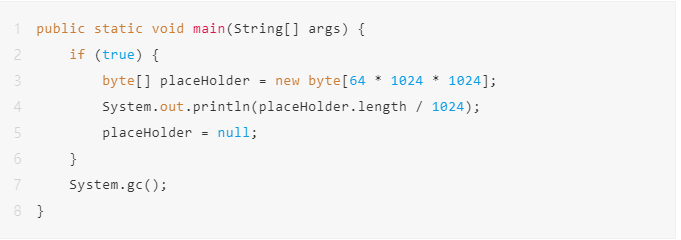 1 public static void main(String[] args) {
2 if (true) {
3 byte[] placeHolder = new byte[64 * 1024 * 1024];
4 System.out.println(placeHolder.length / 1024);
5 placeHolder = null;
6 }
7 System.gc();
8 }